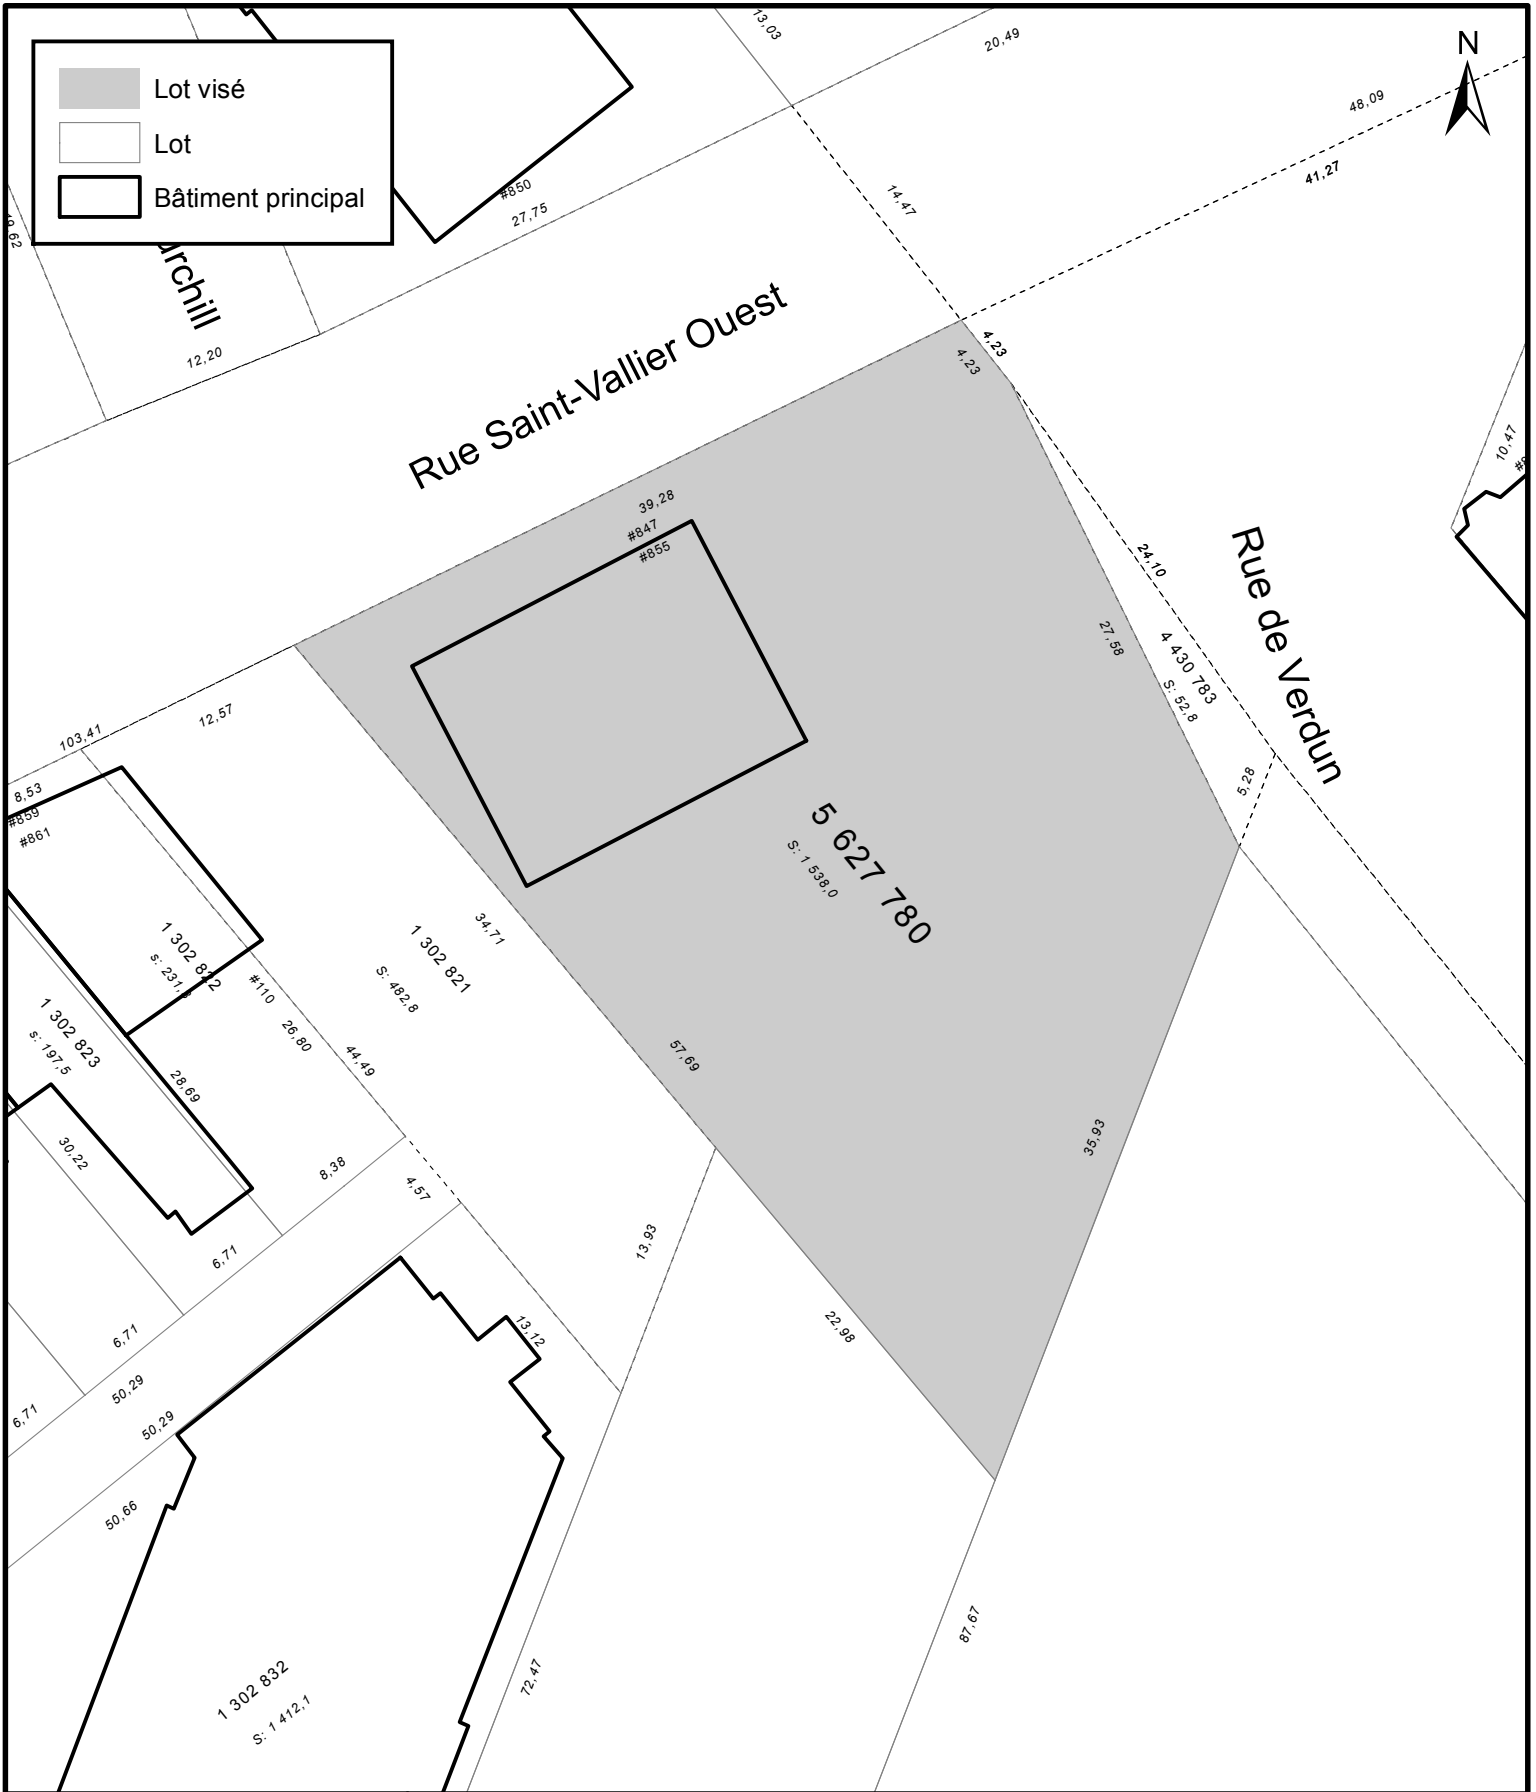 13,03
20,49
N
48,09
Lot visé
Lot
Bâtiment principal
41,27
#850
27,75
14,47
12,20
Rue Saint-Vallier Ouest
4,23
4,23
10,47
39,28
#847
#855
24,10
Rue de Verdun
27,58
4 430 783
S: 52,8
12,57
103,41
8,53
#859
#861
5,28
5 627 780
S: 1 538,0
34,71
1 302 821
S: 482,8
1 302 822
#110
26,80
44,49
1 302 823
s: 197,5
28,69
57,69
35,93
30,22
8,38
4,57
6,71
13,93
22,98
13,12
6,71
50,29
6,71
50,29
50,66
87,67
72,47
1 302 832
S: 1 412,1